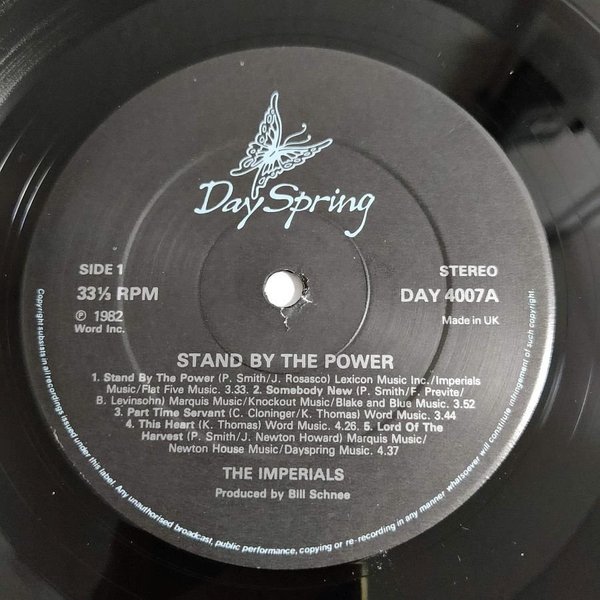 DaySpring
SIDE 1
STEREO
33⅓ RPM
DAY 4007A
℗ 1982
Word Inc.
Made in UK
STAND BY THE POWER
1. Stand By The Power (P. Smith/J. Rosasco) Lexicon Music Inc./Imperials
Music/Flat Five Music. 3.33. 2. Somebody New (P. Smith/F. Previte/
B. Levinsohn) Marquis Music/Knockout Music/Blake and Blue Music. 3.52
3. Part Time Servant (C. Cloninger/K. Thomas) Word Music. 3.44
4. This Heart (K. Thomas) Word Music. 4.26. 5. Lord Of The
Harvest (P. Smith/J. Newton Howard) Marquis Music/
Newton House Music/Dayspring Music. 4.37
THE IMPERIALS
Produced by Bill Schnee
Copyright subsists in all recordings issued under this label. Any unauthorised broadcast, public performance, copying or re-recording in any manner whatsoever will constitute infringement of such copyright.